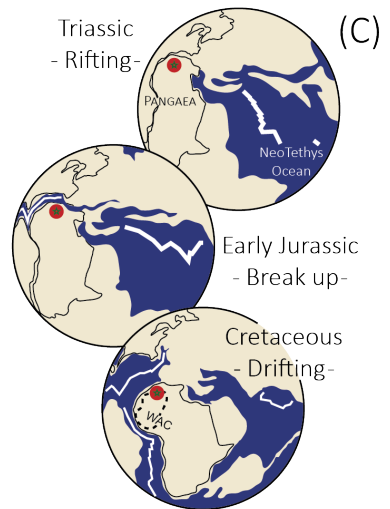 Triassic
- Rifting-
(C)
PANGAEA
NeoTethys
Ocean
Early Jurassic
- Break up-
Cretaceous
- Drifting-
WAC